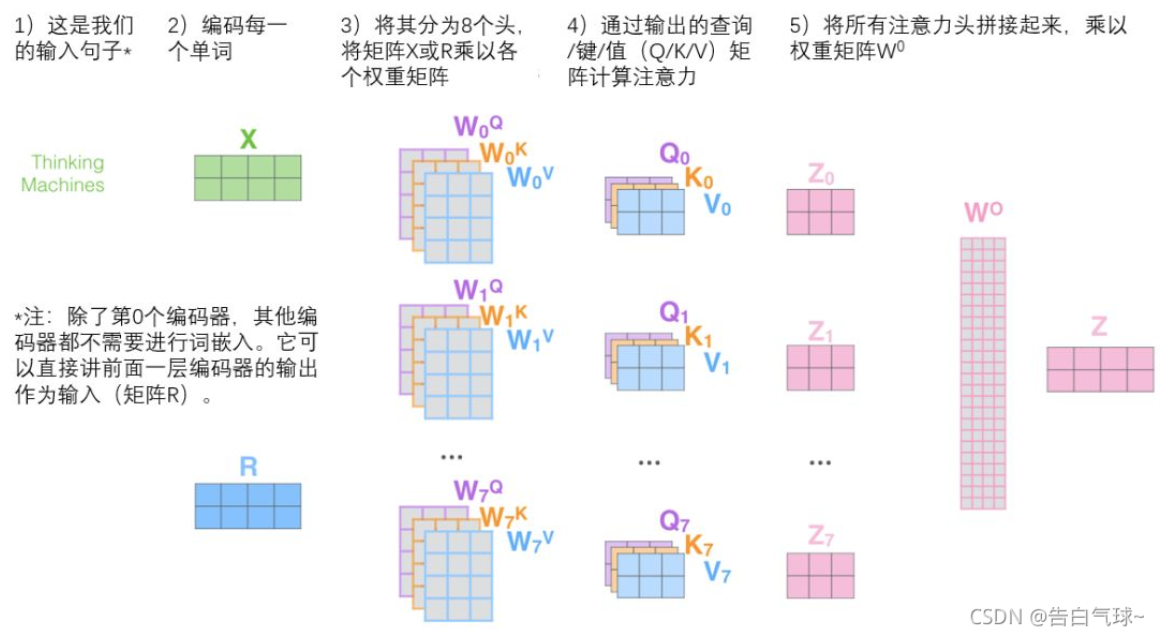 1）这是我们
的输入句子*
2）编码每一
个单词
3）将其分为8个头，
将矩阵X或R乘以各
个权重矩阵
4）通过输出的查询
/键/值（Q/K/V）矩
阵计算注意力
5）将所有注意力头拼接起来，乘以
权重矩阵W⁰
Thinking
Machines
X
W₀Q
W₀K
W₀V
Q₀
K₀
V₀
Z₀
Wᴼ
*注：除了第0个编码器，其他编
码器都不需要进行词嵌入。它可
以直接讲前面一层编码器的输出
作为输入（矩阵R）。
W₁Q
W₁K
W₁V
Q₁
K₁
V₁
Z₁
Z
...
...
...
R
W₇Q
W₇K
W₇V
Q₇
K₇
V₇
Z₇
CSDN @告白气球~